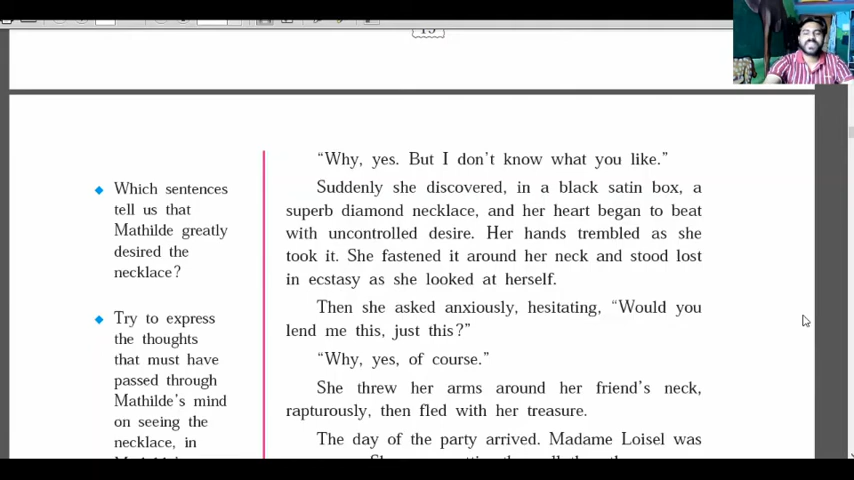 “Why, yes. But I don’t know what you like.”
Suddenly she discovered, in a black satin box, a
superb diamond necklace, and her heart began to beat
with uncontrolled desire. Her hands trembled as she
took it. She fastened it around her neck and stood lost
in ecstasy as she looked at herself.
Then she asked anxiously, hesitating, “Would you
lend me this, just this?”
“Why, yes, of course.”
She threw her arms around her friend’s neck,
rapturously, then fled with her treasure.
The day of the party arrived. Madame Loisel was
◆ Which sentences
tell us that
Mathilde greatly
desired the
necklace?
◆ Try to express
the thoughts
that must have
passed through
Mathilde’s mind
on seeing the
necklace, in